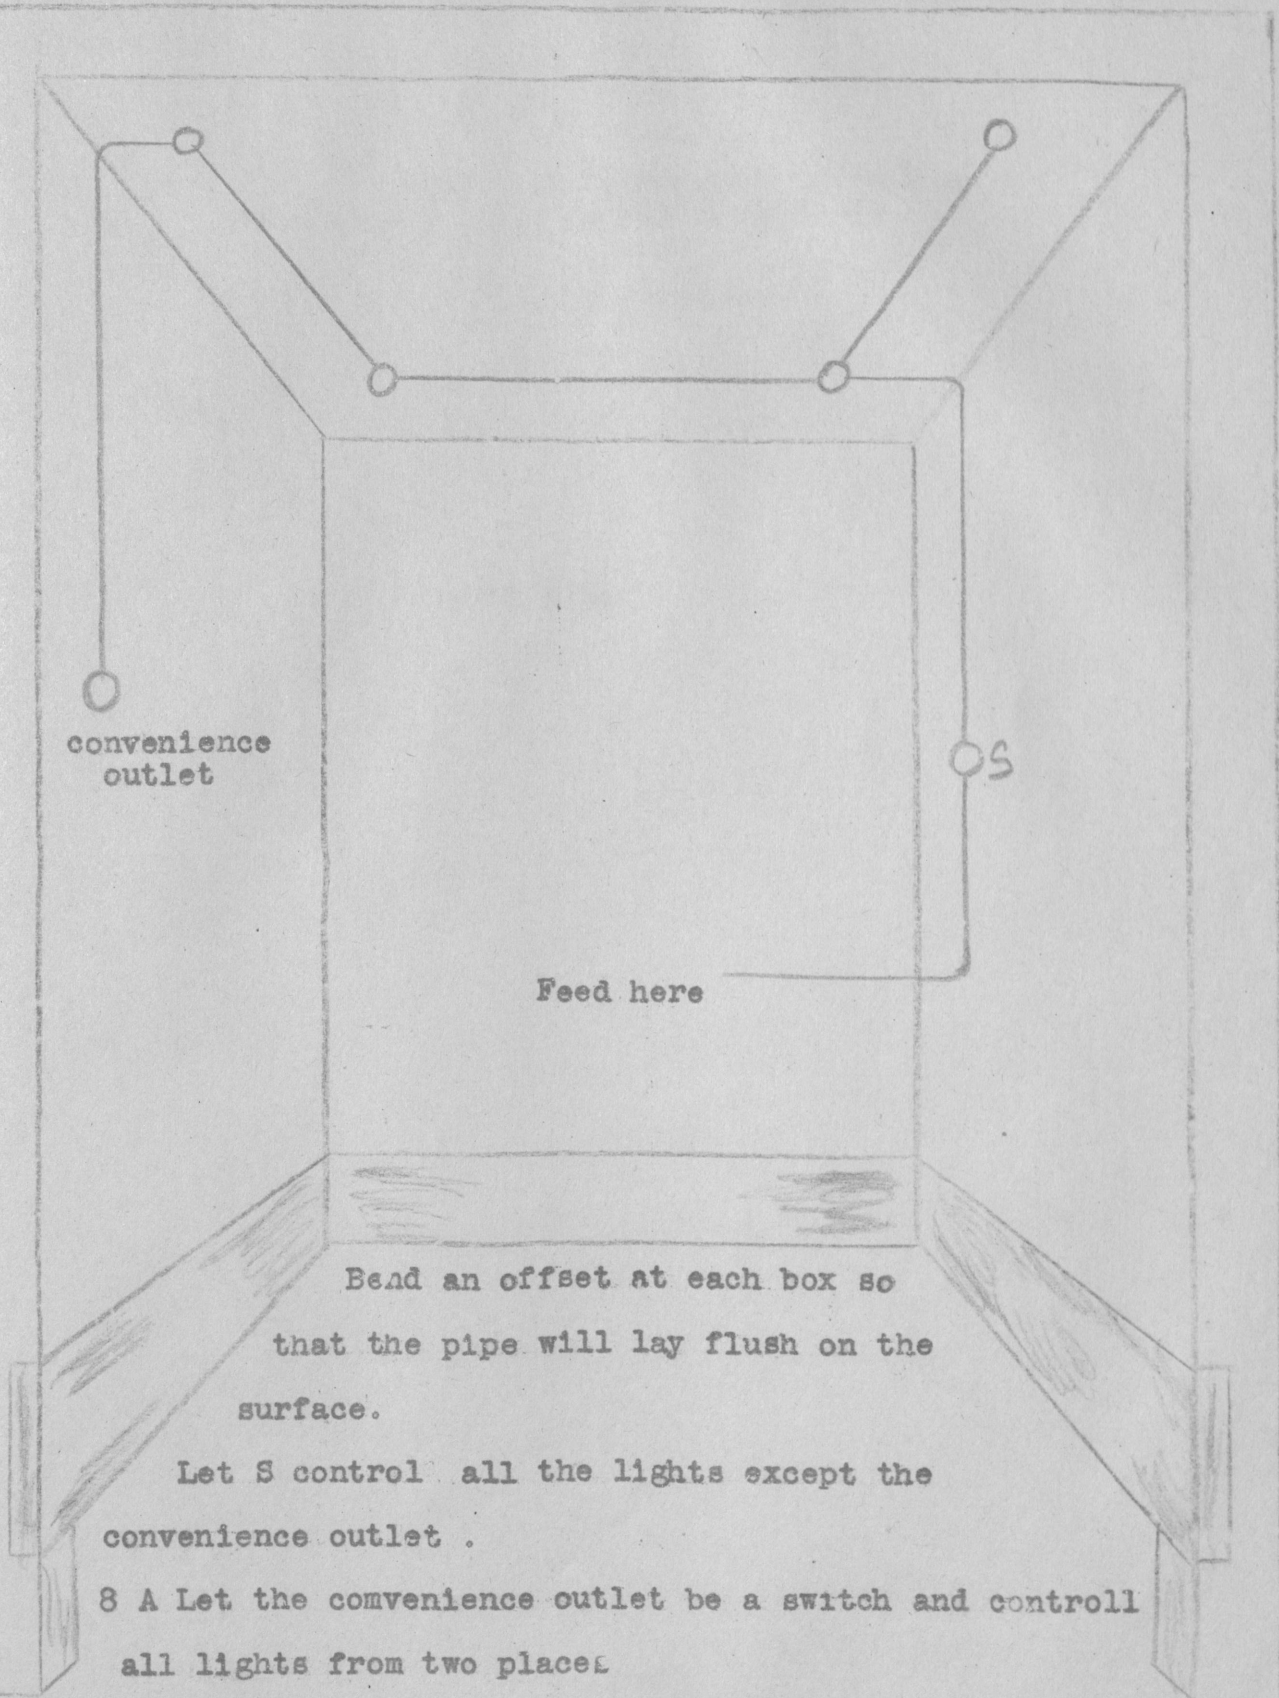 convenience
outlet
S
Feed here
Bend an offset at each box so
that the pipe will lay flush on the
surface.
Let S control all the lights except the
convenience outlet .
8 A Let the comvenience outlet be a switch and controll
all lights from two places